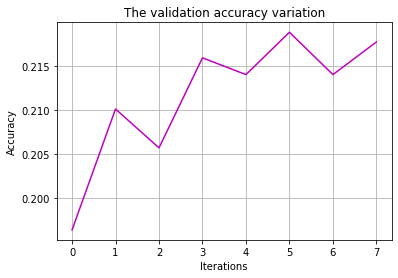 The validation accuracy variation
Accuracy
0.215
0.210
0.205
0.200
0 1 2 3 4 5 6 7
Iterations